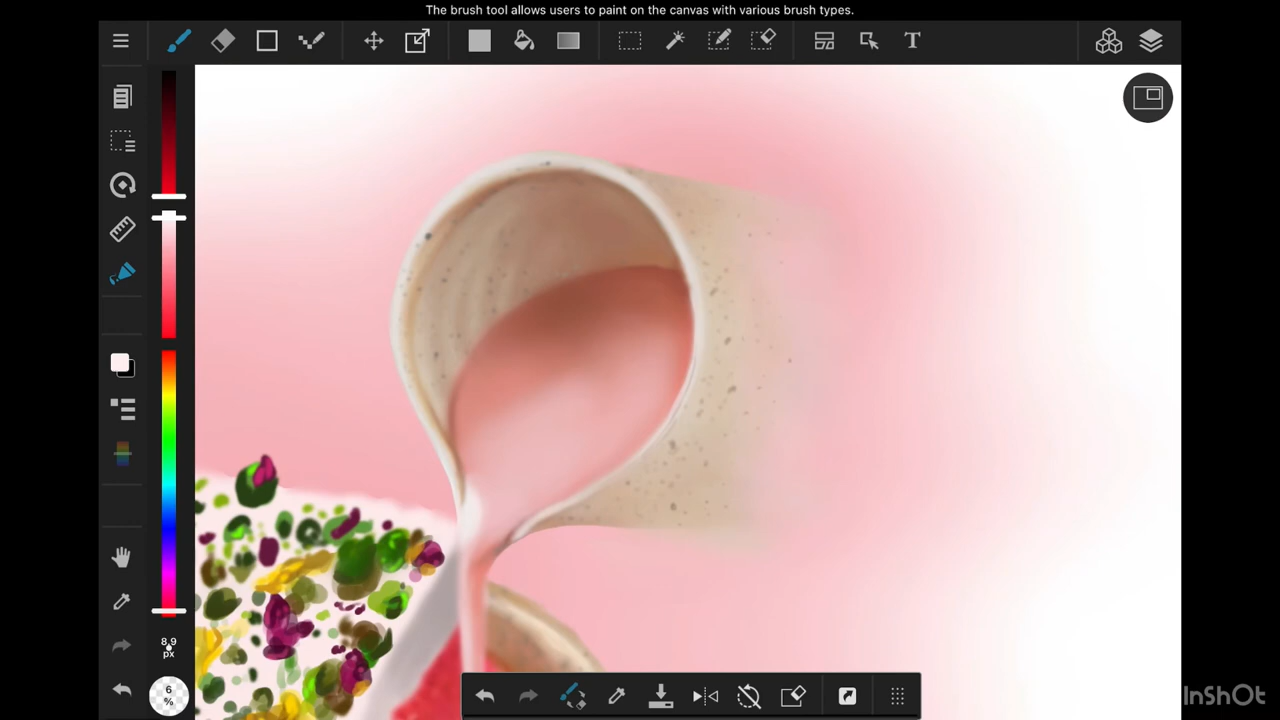 The brush tool allows users to paint on the canvas with various brush types.
T
8.9
px
6
%
InShOt